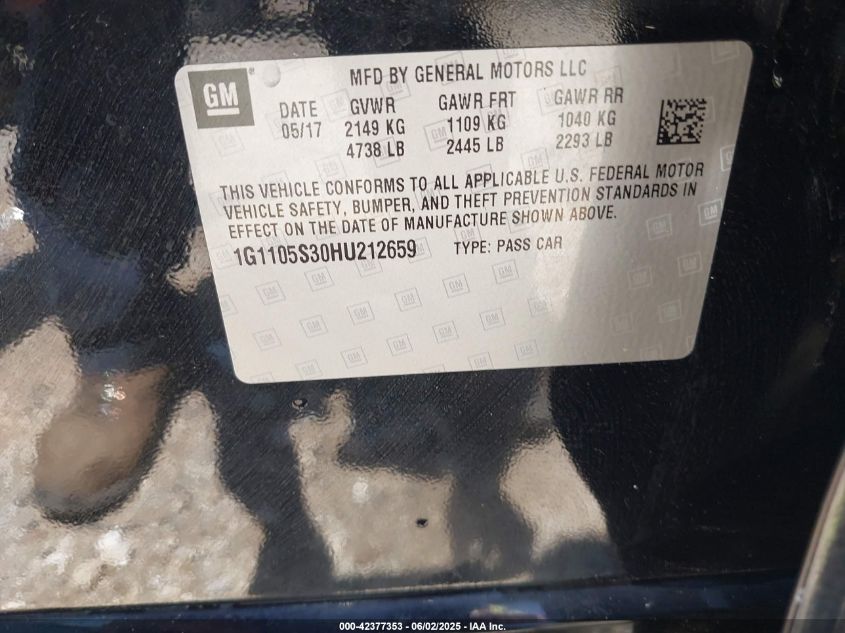 GM
MFD BY GENERAL MOTORS LLC
DATE GVWR GAWR FRT GAWR RR
05/17 2149 KG 1109 KG 1040 KG
4738 LB 2445 LB 2293 LB
THIS VEHICLE CONFORMS TO ALL APPLICABLE U.S. FEDERAL MOTOR
VEHICLE SAFETY, BUMPER, AND THEFT PREVENTION STANDARDS IN
EFFECT ON THE DATE OF MANUFACTURE SHOWN ABOVE.
1G1105S30HU212659 TYPE: PASS CAR
000-42377353 - 06/02/2025 - IAA Inc.